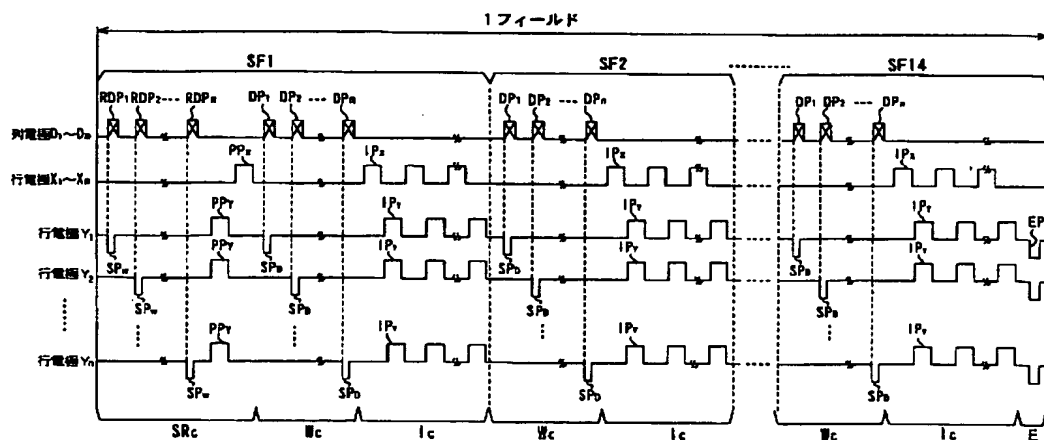 1フィールド
SF1 SF2 ‥‥‥‥ SF14
RDP1 RDP2 ‥‥ RDPn DP1 DP2 ‥‥ DPn DP1 DP2 ‥‥ DPn DP1 DP2 ‥‥ DPn
列電極D1～Dm
PPX IPX IPX IPX
行電極X1～Xn
PPY IPY IPY IPY EP
行電極Y1
SPW PPY SPD IPY SPD IPY SPD IPY
行電極Y2
SPW SPD SPD SPD
PPY IPY IPY IPY
行電極Yn
SPW SPD SPD SPD
SRc Wc Ic Wc Ic Wc Ic E